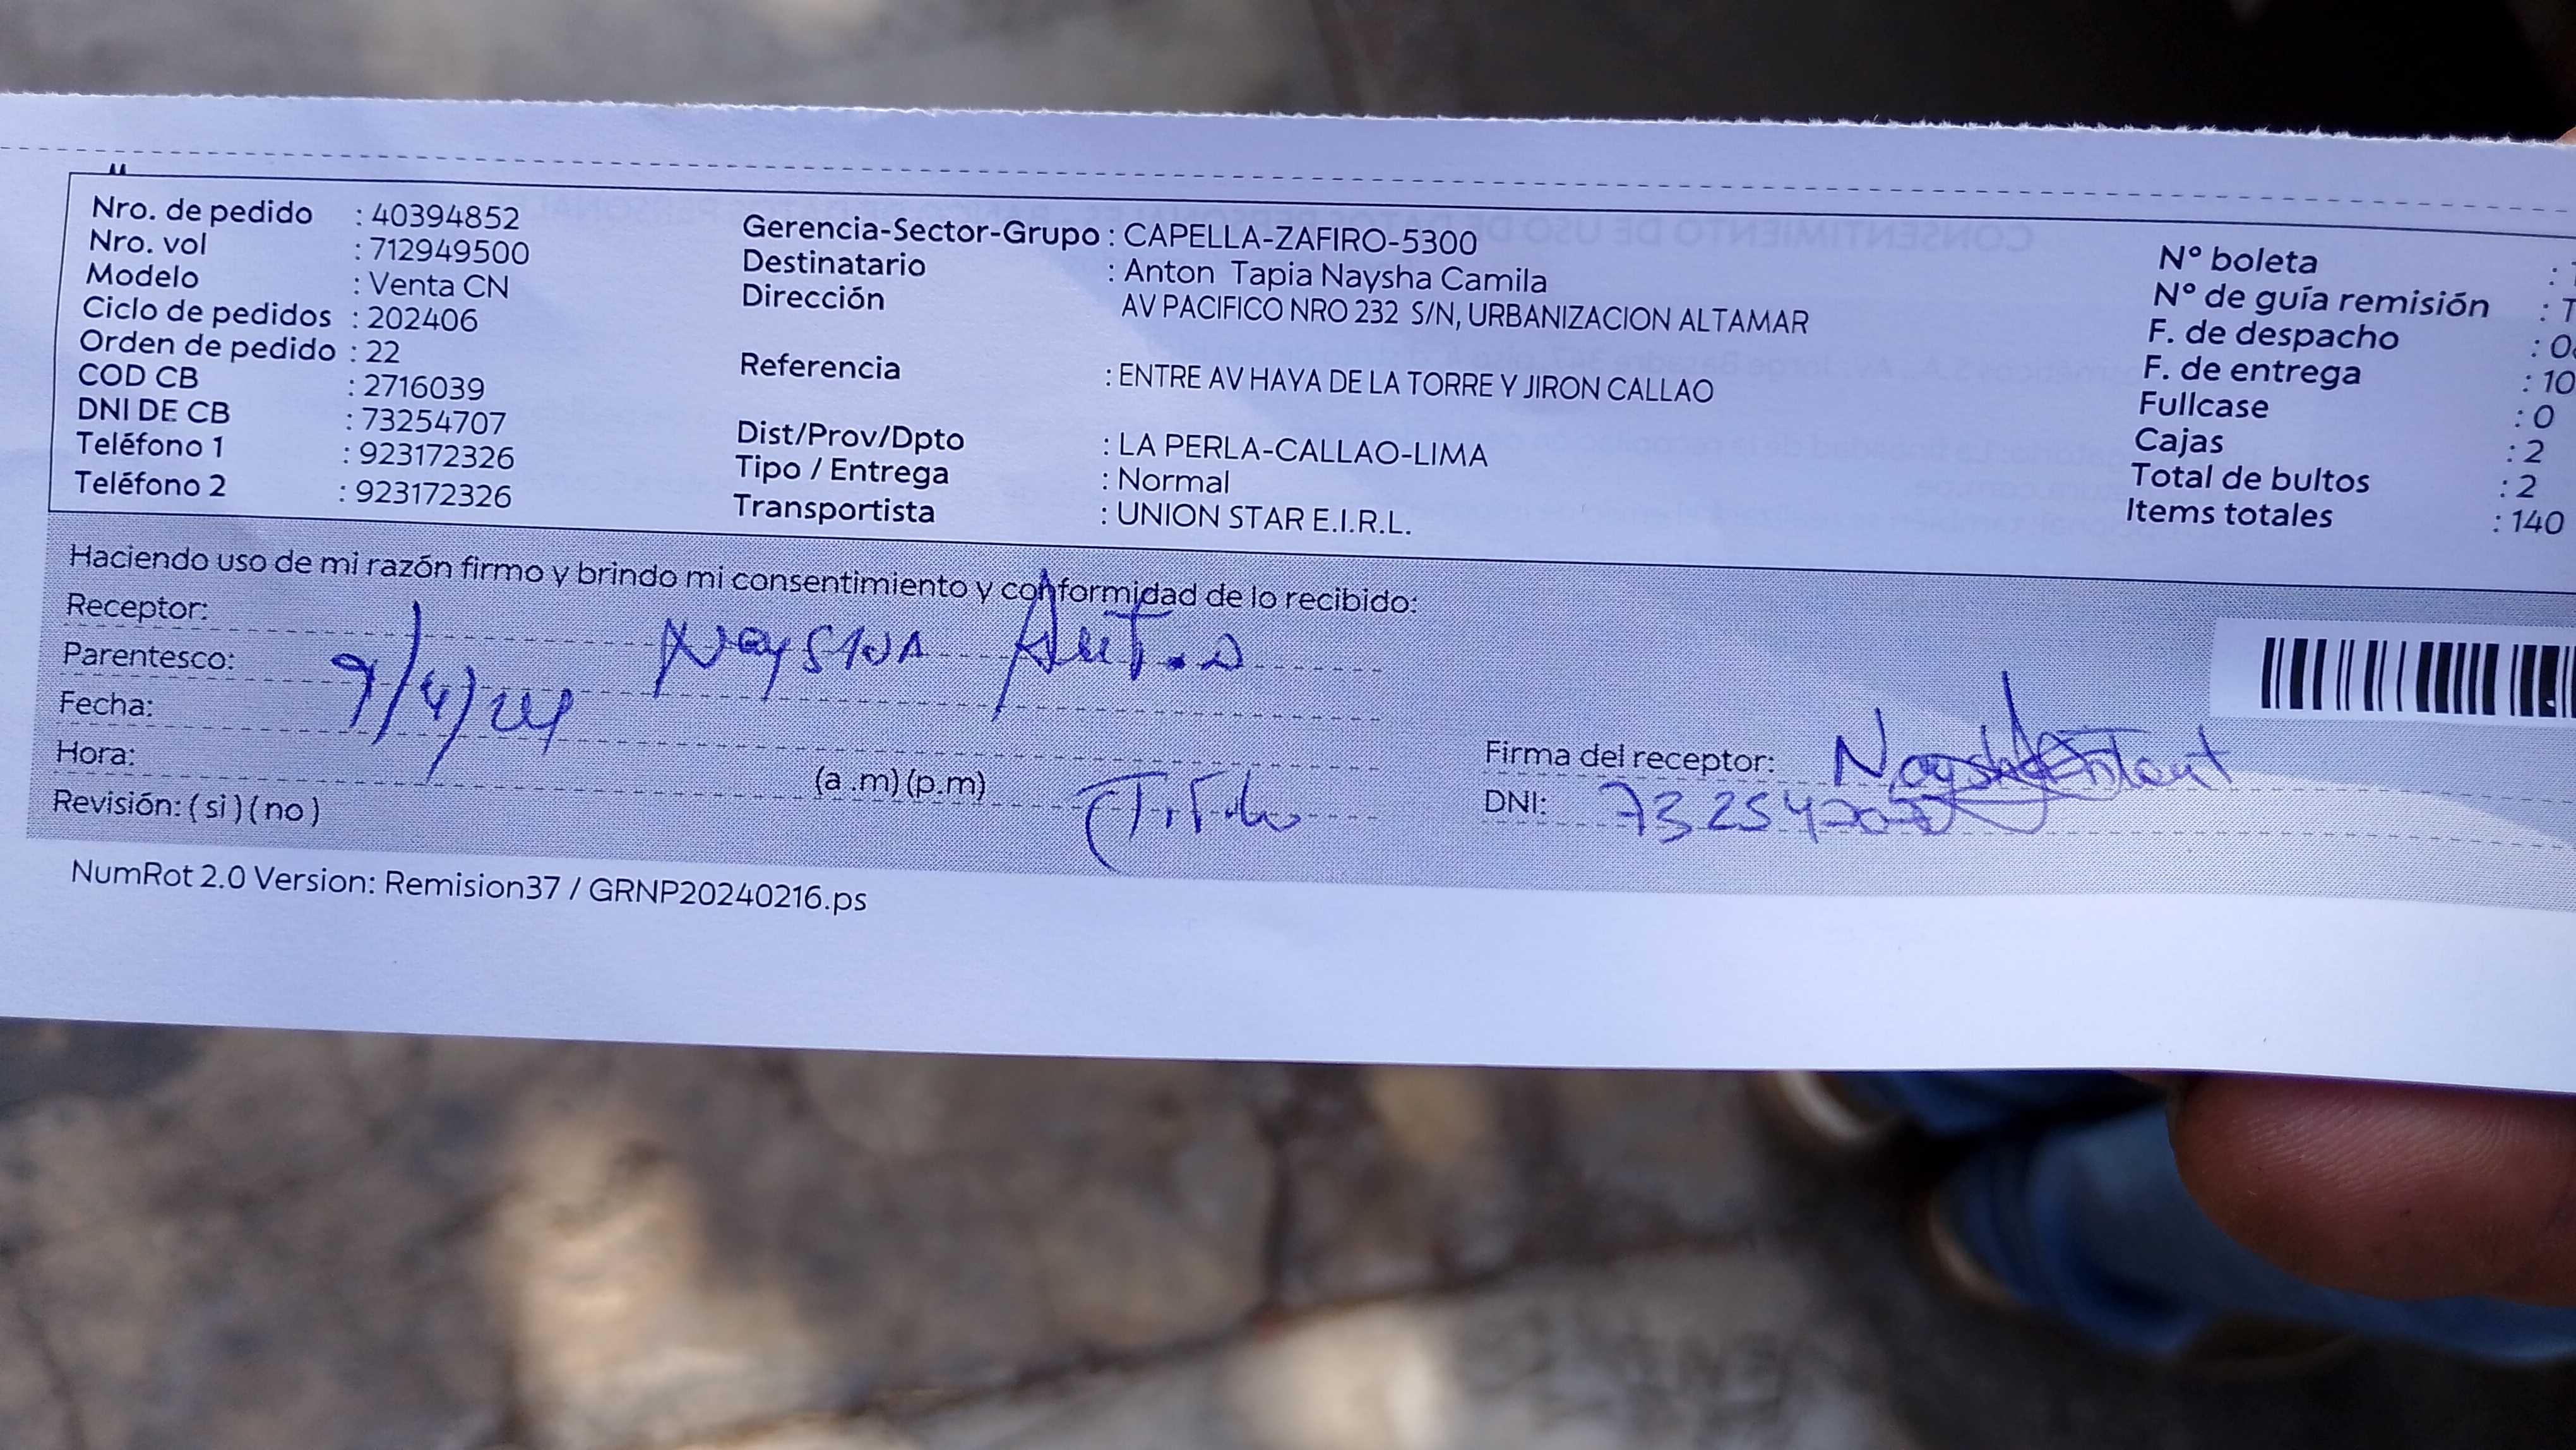 Nro. de pedido : 40394852
Nro. vol : 712949500
Modelo : Venta CN
Ciclo de pedidos : 202406
Orden de pedido : 22
COD CB : 2716039
DNI DE CB : 73254707
Teléfono 1 : 923172326
Teléfono 2 : 923172326
Gerencia-Sector-Grupo : CAPELLA-ZAFIRO-5300
Destinatario : Anton Tapia Naysha Camila
Dirección AV PACIFICO NRO 232 S/N, URBANIZACION ALTAMAR
Referencia : ENTRE AV HAYA DE LA TORRE Y JIRON CALLAO
Dist/Prov/Dpto : LA PERLA-CALLAO-LIMA
Tipo / Entrega : Normal
Transportista : UNION STAR E.I.R.L.
N° boleta :
N° de guía remisión : T
F. de despacho : 0
F. de entrega : 10
Fullcase : 0
Cajas : 2
Total de bultos : 2
Items totales : 140
Haciendo uso de mi razón firmo y brindo mi consentimiento y conformidad de lo recibido:
Receptor:
Parentesco: Naysha
Fecha: 9/4/24
Hora: (a .m) (p.m)
Revisión: ( si ) ( no ) Titular
Firma del receptor: Naysha
DNI: 73254707
NumRot 2.0 Version: Remision37 / GRNP20240216.ps